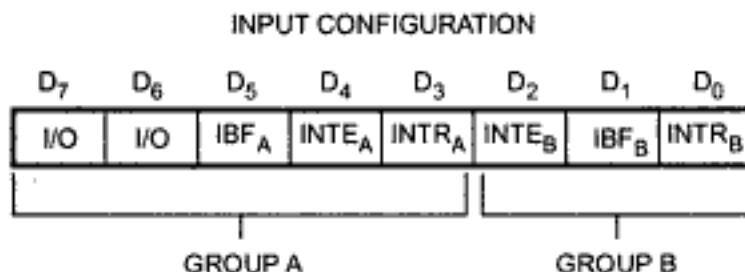 INPUT CONFIGURATION
D7 D6 D5 D4 D3 D2 D1 D0
I/O I/O IBFA INTEA INTRA INTEB IBFB INTRB
GROUP A GROUP B